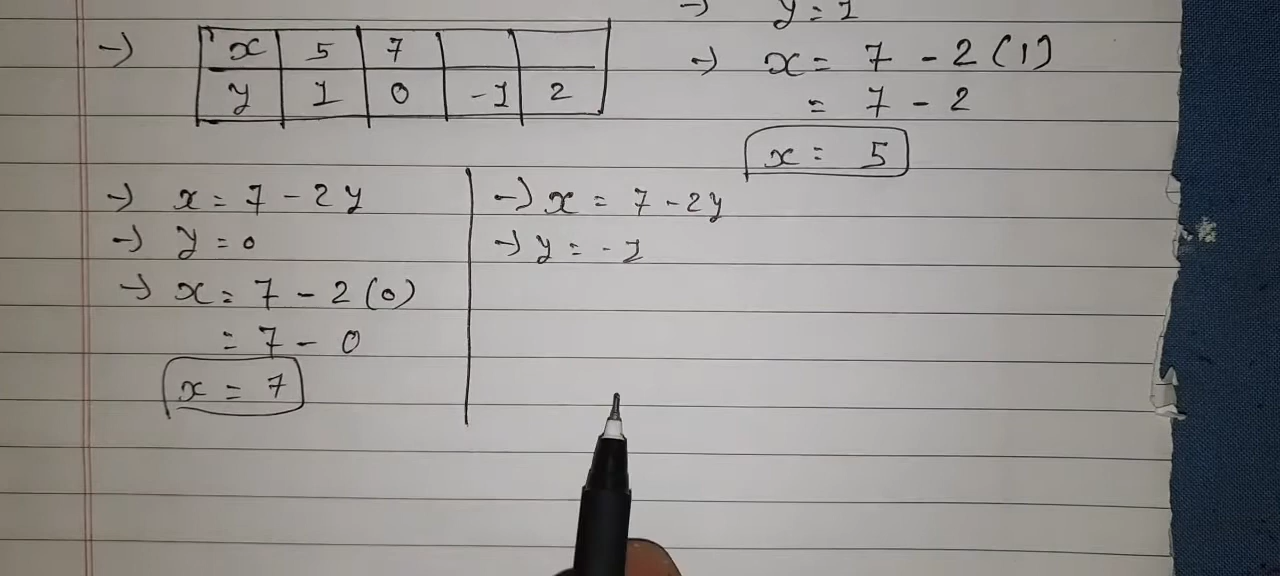 → y = 1
→ x 5 7
y 1 0 -1 2
→ x = 7 - 2 (1)
= 7 - 2
x = 5
→ x = 7 - 2y
→ y = 0
→ x = 7 - 2 (0)
= 7 - 0
x = 7
→ x = 7 - 2y
→ y = -1